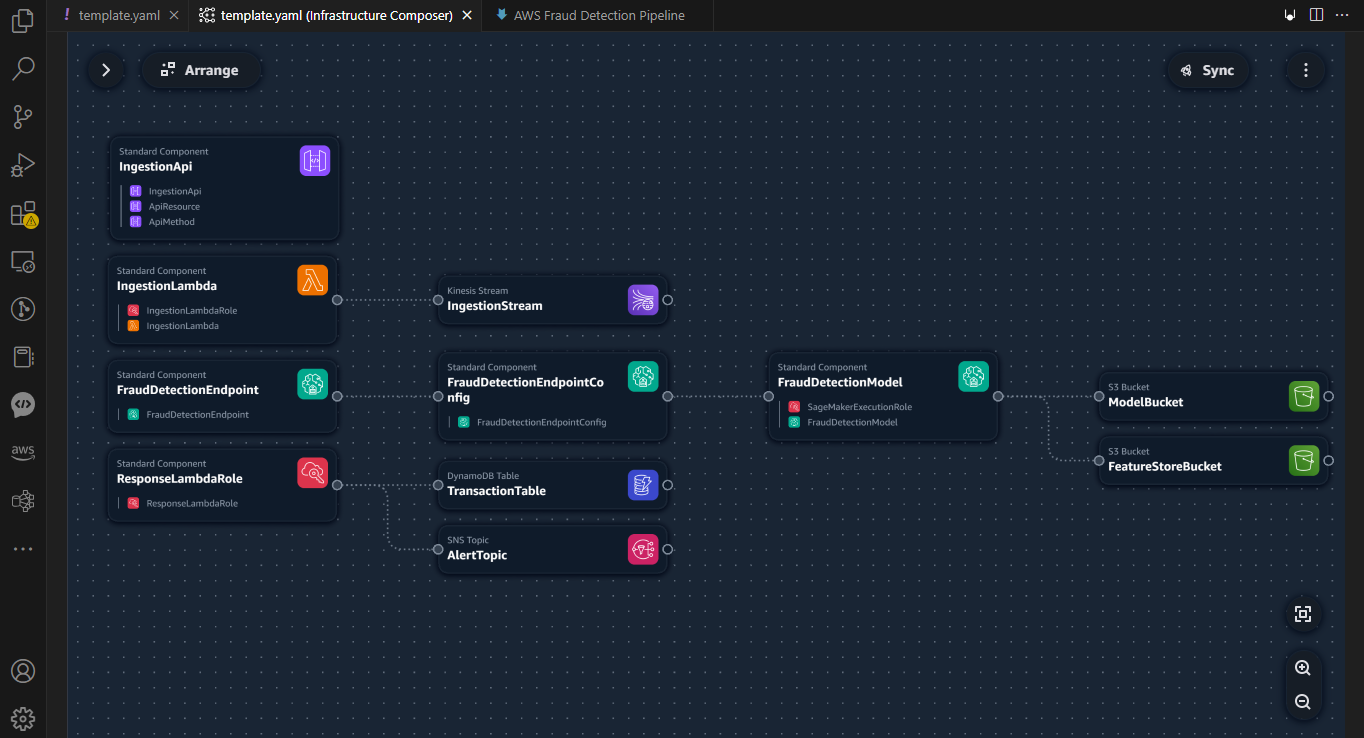 template.yaml
template.yaml (Infrastructure Composer)
AWS Fraud Detection Pipeline
Arrange
Sync
Standard Component
IngestionApi
IngestionApi
ApiResource
ApiMethod
Standard Component
IngestionLambda
IngestionLambdaRole
IngestionLambda
Kinesis Stream
IngestionStream
Standard Component
FraudDetectionEndpoint
FraudDetectionEndpoint
Standard Component
FraudDetectionEndpointCo
nfig
FraudDetectionEndpointConfig
Standard Component
FraudDetectionModel
SageMakerExecutionRole
FraudDetectionModel
S3 Bucket
ModelBucket
S3 Bucket
FeatureStoreBucket
Standard Component
ResponseLambdaRole
ResponseLambdaRole
DynamoDB Table
TransactionTable
SNS Topic
AlertTopic
aws